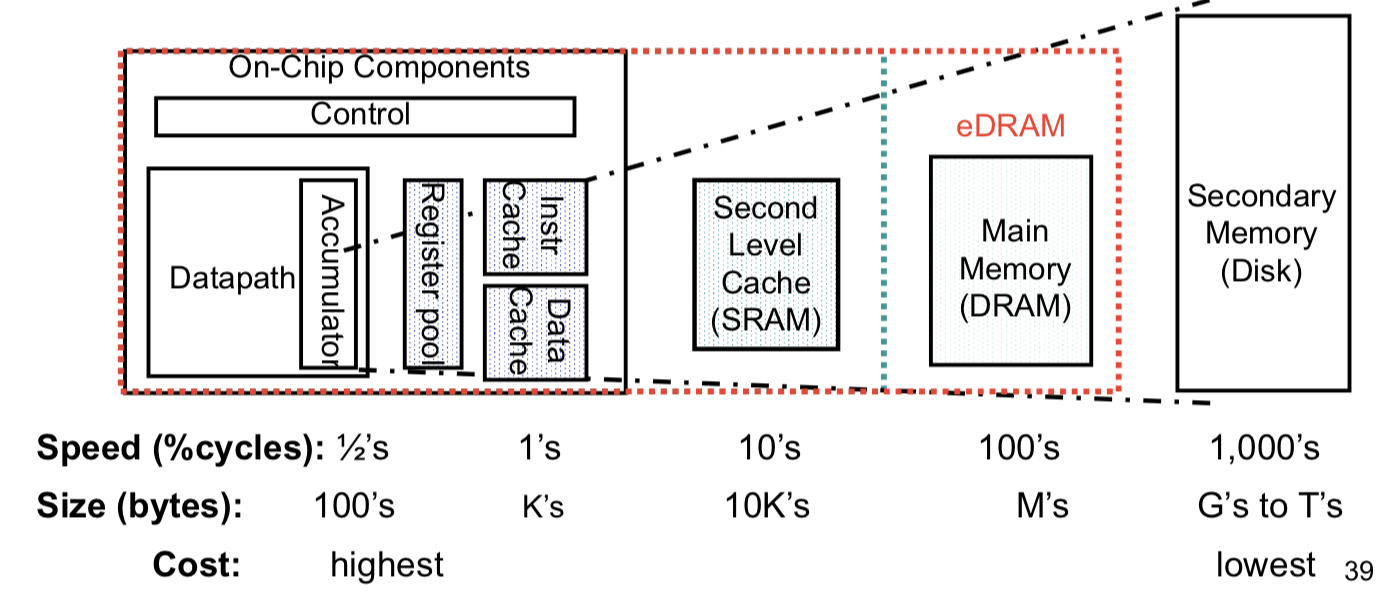 On-Chip Components
Control
Datapath
Accumulator
Register pool
Instr
Cache
Data
Cache
Second
Level
Cache
(SRAM)
eDRAM
Main
Memory
(DRAM)
Secondary
Memory
(Disk)
Speed (%cycles): ½’s 1’s 10’s 100’s 1,000’s
Size (bytes): 100’s K’s 10K’s M’s G’s to T’s
Cost: highest lowest 39